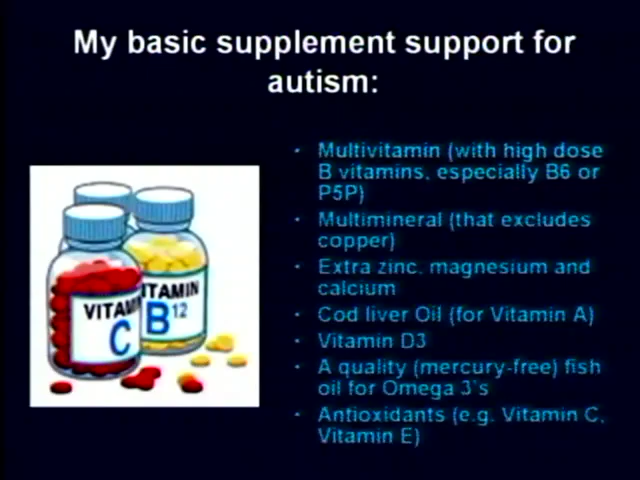 My basic supplement support for
autism:
• Multivitamin (with high dose
B vitamins, especially B6 or
P5P)
• Multimineral (that excludes
copper)
• Extra zinc, magnesium and
calcium
• Cod liver Oil (for Vitamin A)
• Vitamin D3
• A quality (mercury-free) fish
oil for Omega 3's
• Antioxidants (e.g. Vitamin C,
Vitamin E)
VITAMIN
C
ITAMIN
B12